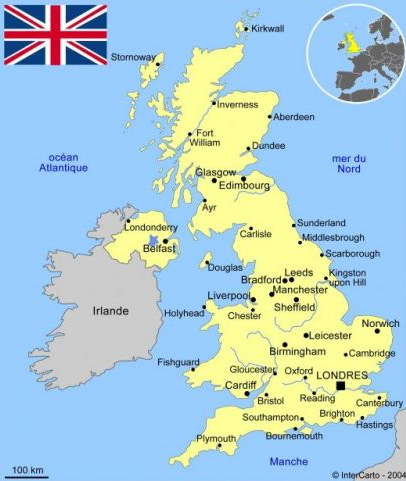 Kirkwall
Stornoway
Inverness
Aberdeen
Fort
William
océan
Atlantique
mer du
Nord
Dundee
Glasgow
Edimbourg
Ayr
Londonderry
Carlisle
Sunderland
Middlesbrough
Belfast
Scarborough
Douglas
Leeds
Bradford
Kingston
upon Hill
Manchester
Liverpool
Irlande
Holyhead
Sheffield
Chester
Norwich
Leicester
Birmingham
Cambridge
Fishguard
Gloucester
Oxford
LONDRES
Cardiff
Bristol
Reading
Canterbury
Southampton
Brighton
Hastings
Plymouth
Bournemouth
Manche
100 km
© InterCarto - 2004